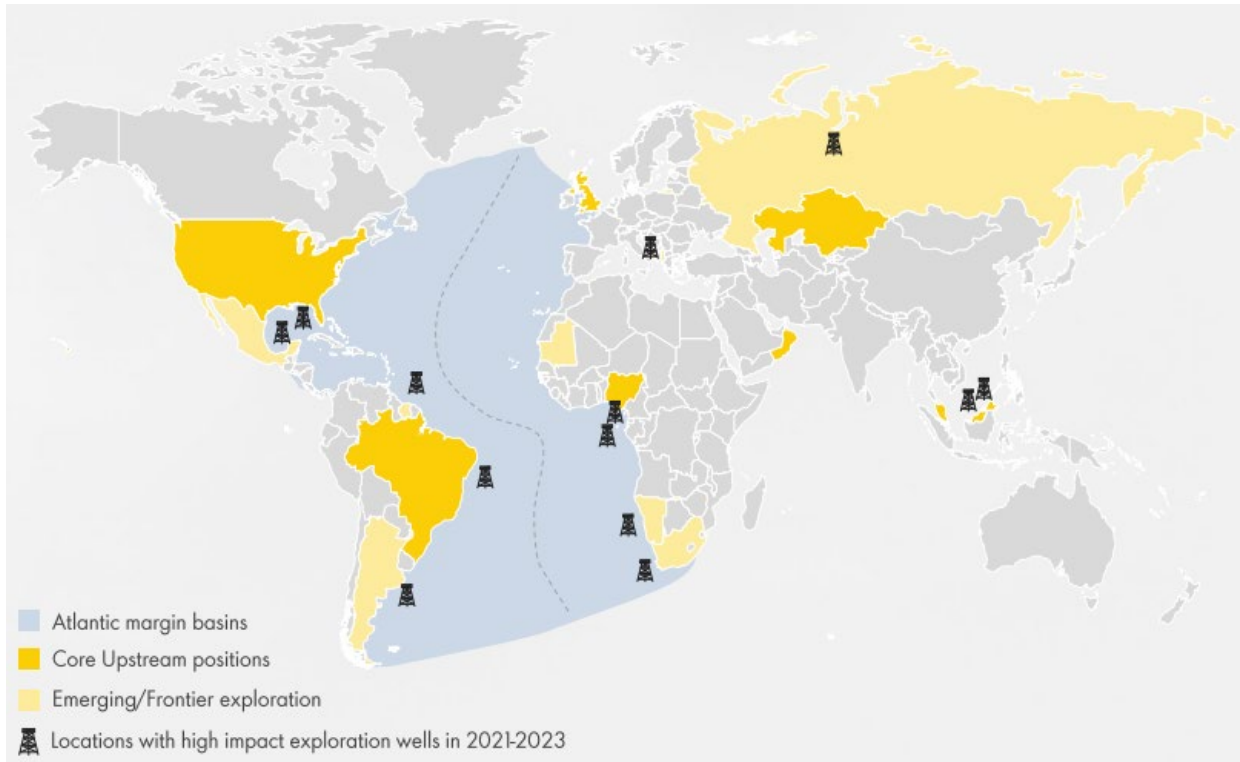 Atlantic margin basins
Core Upstream positions
Emerging/Frontier exploration
Locations with high impact exploration wells in 2021-2023